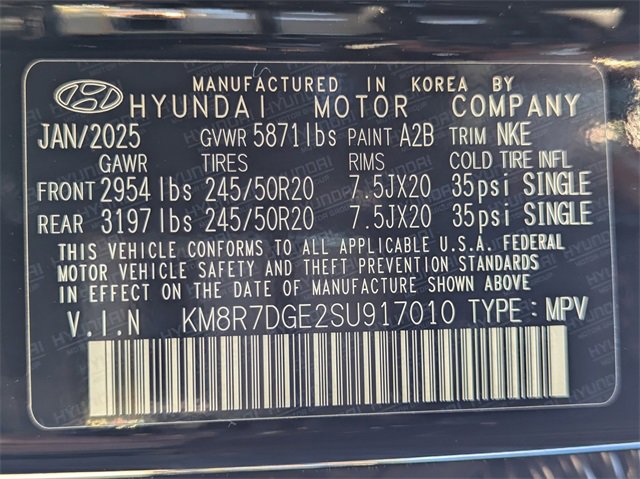 MANUFACTURED IN KOREA BY
HYUNDAI MOTOR COMPANY
JAN/2025 GVWR 5871 lbs PAINT A2B TRIM NKE
GAWR TIRES RIMS COLD TIRE INFL
FRONT 2954 lbs 245/50R20 7.5JX20 35psi SINGLE
REAR 3197 lbs 245/50R20 7.5JX20 35psi SINGLE
THIS VEHICLE CONFORMS TO ALL APPLICABLE U.S.A. FEDERAL
MOTOR VEHICLE SAFETY AND THEFT PREVENTION STANDARDS
IN EFFECT ON THE DATE OF MANUFACTURE SHOWN ABOVE
V.I.N KM8R7DGE2SU917010 TYPE: MPV